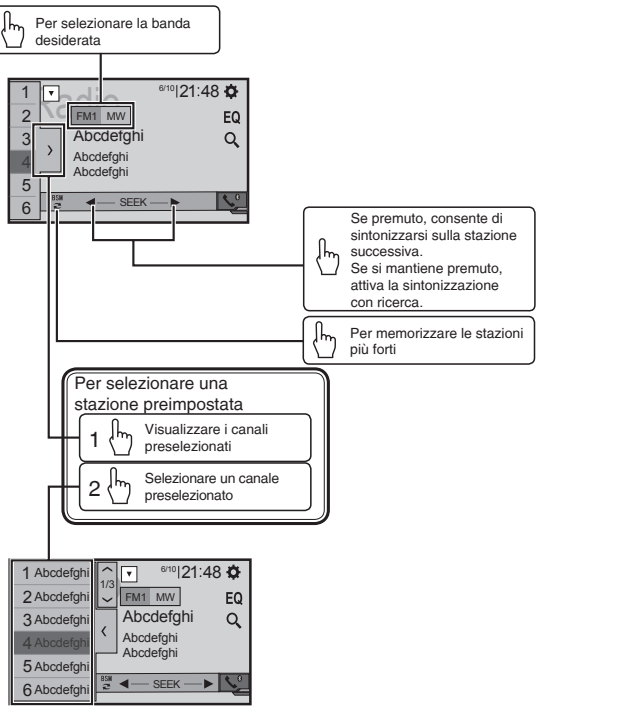 Per selezionare la banda
desiderata
1
2
3
4
5
6
Radio
6/10|21:48
FM1 MW
EQ
Abcdefghi
Abcdefghi
Abcdefghi
BSM
SEEK
Se premuto, consente di
sintonizzarsi sulla stazione
successiva.
Se si mantiene premuto,
attiva la sintonizzazione
con ricerca.
Per memorizzare le stazioni
più forti
Per selezionare una
stazione preimpostata
1 Visualizzare i canali
preselezionati
2 Selezionare un canale
preselezionato
1 Abcdefghi
2 Abcdefghi
3 Abcdefghi
4 Abcdefghi
5 Abcdefghi
6 Abcdefghi
1/3
6/10|21:48
FM1 MW
EQ
Abcdefghi
Abcdefghi
Abcdefghi
BSM
SEEK